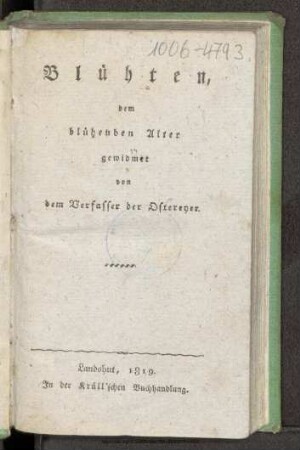 1006-4793.
Blühten,
dem
blühenden Alter
gewidmet
von
dem Verfasser der Ostereyer.
Landshut, 1819.
In der Krüll'schen Buchhandlung.